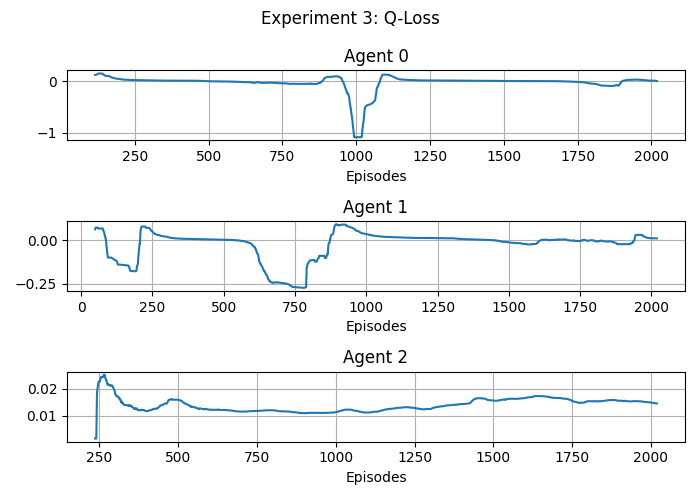 Experiment 3: Q-Loss
Agent 0
0
−1
250 500 750 1000 1250 1500 1750 2000
Episodes
Agent 1
0.00
−0.25
0 250 500 750 1000 1250 1500 1750 2000
Episodes
Agent 2
0.02
0.01
250 500 750 1000 1250 1500 1750 2000
Episodes